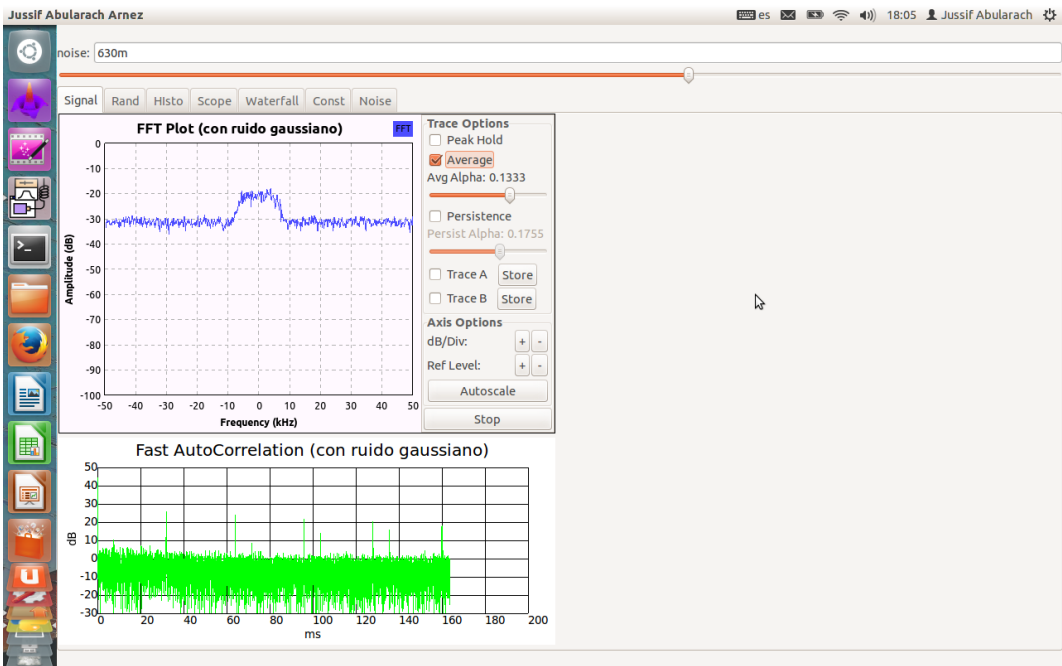 Jussif Abularach Arnez
es
18:05
Jussif Abularach
noise: 630m
Signal Rand HIsto Scope Waterfall Const Noise
FFT Plot (con ruido gaussiano)
FFT
0
-10
-20
-30
-40
-50
-60
-70
-80
-90
-100
Amplitude (dB)
-50 -40 -30 -20 -10 0 10 20 30 40 50
Frequency (kHz)
Trace Options
Peak Hold
Average
Avg Alpha: 0.1333
Persistence
Persist Alpha: 0.1755
Trace A Store
Trace B Store
Axis Options
dB/Div: + -
Ref Level: + -
Autoscale
Stop
Fast AutoCorrelation (con ruido gaussiano)
50
40
30
20
10
0
-10
-20
-30
dB
0 20 40 60 80 100 120 140 160 180 200
ms